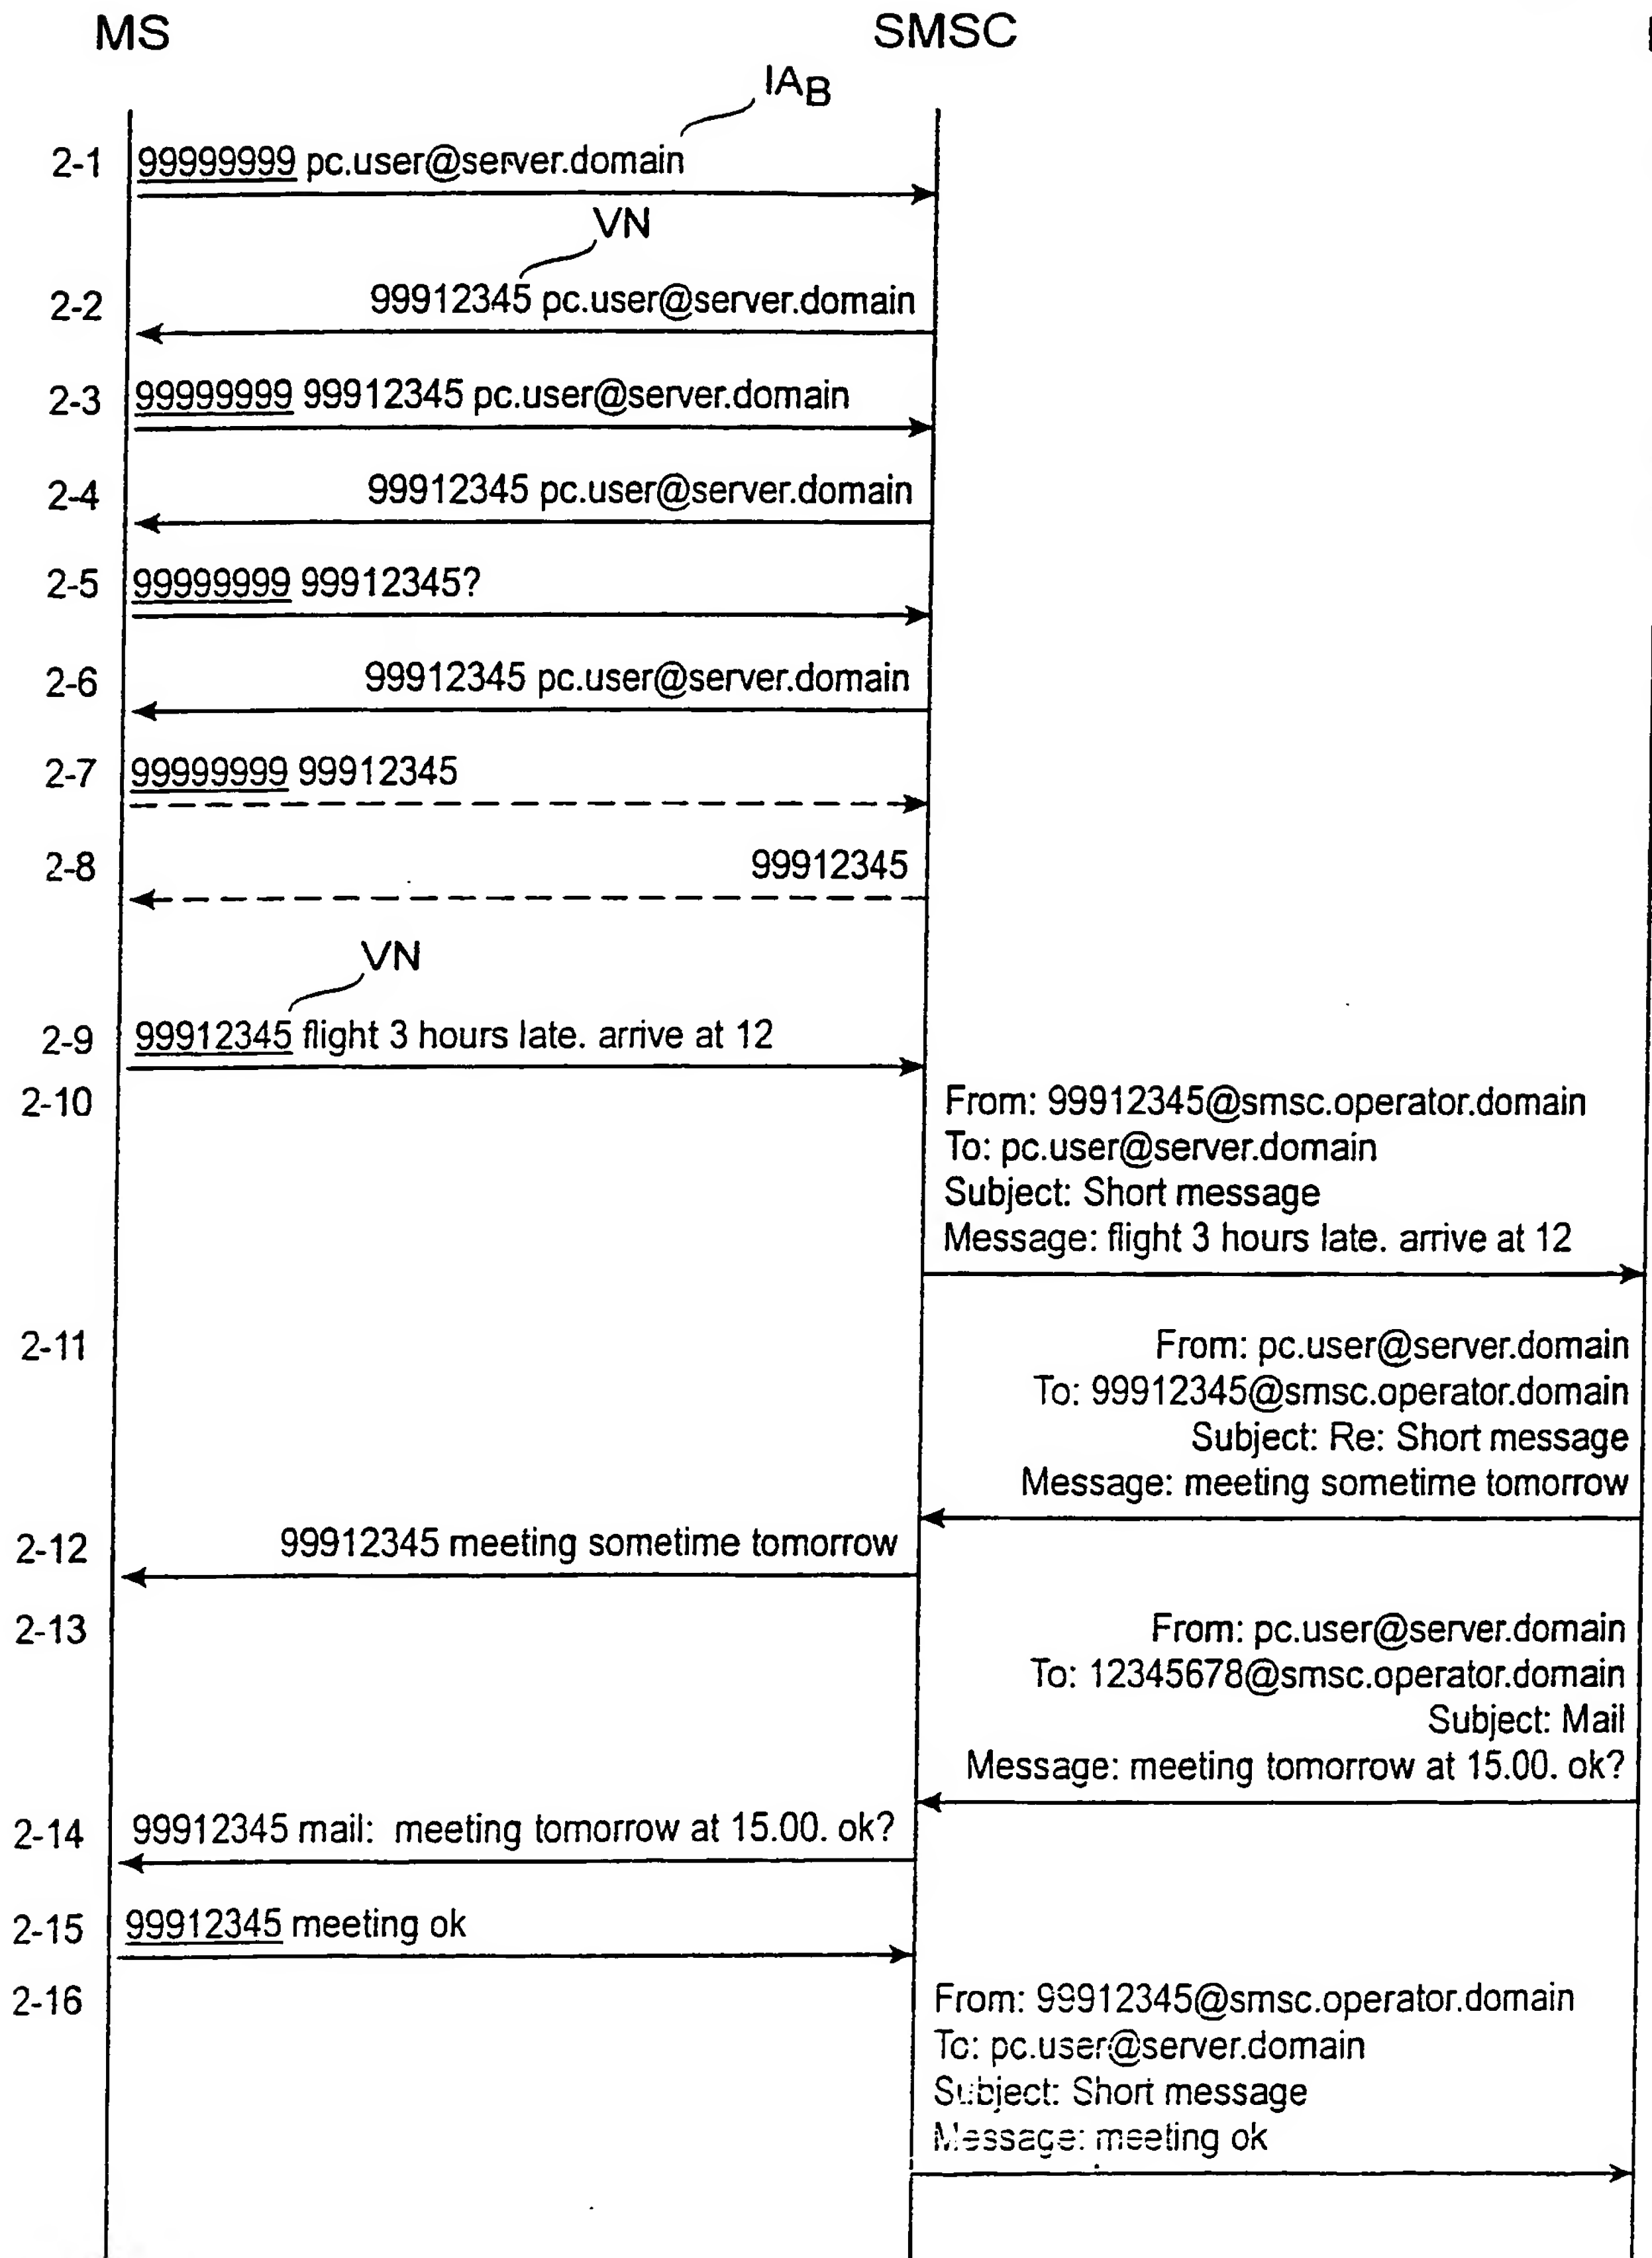 MS SMSC
IAB
2-1 99999999 pc.user@server.domain
VN
2-2 99912345 pc.user@server.domain
2-3 99999999 99912345 pc.user@server.domain
2-4 99912345 pc.user@server.domain
2-5 99999999 99912345?
2-6 99912345 pc.user@server.domain
2-7 99999999 99912345
2-8 99912345
VN
2-9 99912345 flight 3 hours late. arrive at 12
2-10 From: 99912345@smsc.operator.domain
To: pc.user@server.domain
Subject: Short message
Message: flight 3 hours late. arrive at 12
2-11 From: pc.user@server.domain
To: 99912345@smsc.operator.domain
Subject: Re: Short message
Message: meeting sometime tomorrow
2-12 99912345 meeting sometime tomorrow
2-13 From: pc.user@server.domain
To: 12345678@smsc.operator.domain
Subject: Mail
Message: meeting tomorrow at 15.00. ok?
2-14 99912345 mail: meeting tomorrow at 15.00. ok?
2-15 99912345 meeting ok
2-16 From: 99912345@smsc.operator.domain
To: pc.user@server.domain
Subject: Short message
Message: meeting ok